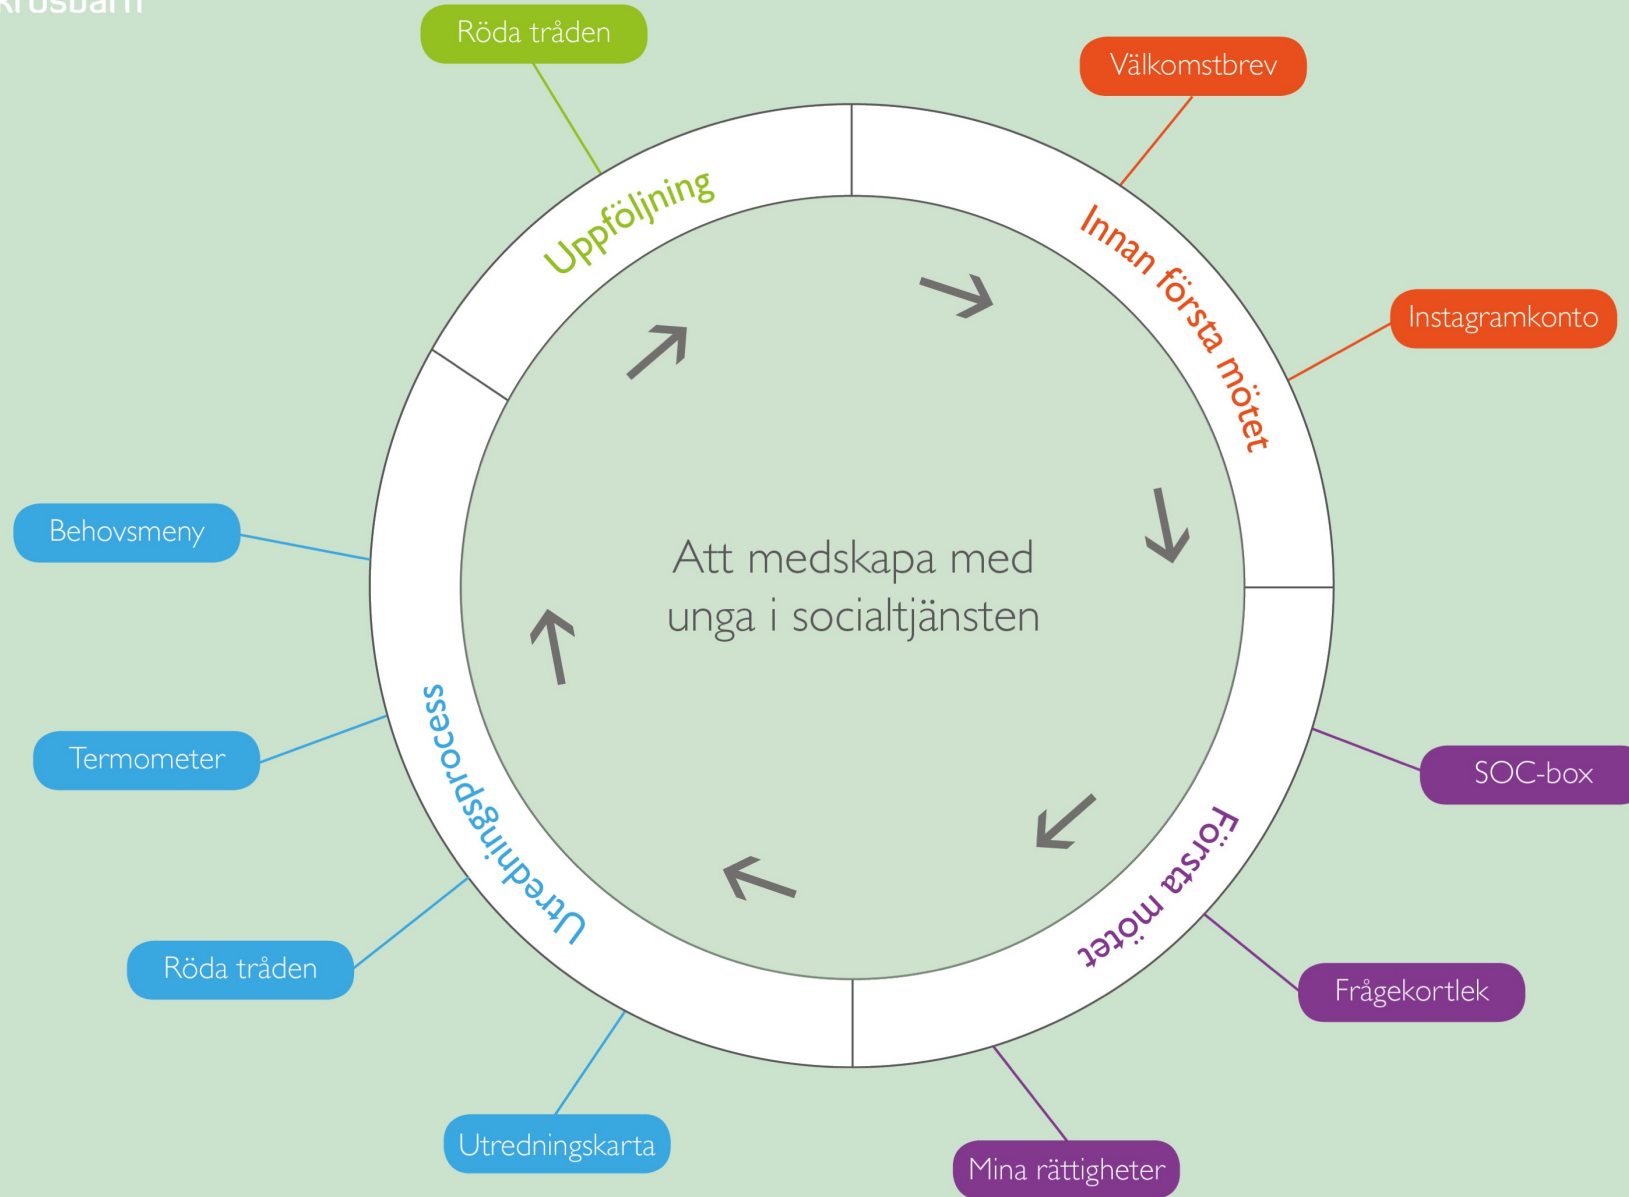 Röda tråden
Välkomstbrev
Uppföljning
Innan första mötet
Instagramkonto
Behovsmeny
Att medskapa med
unga i socialtjänsten
Termometer
Utredningsprocess
SOC-box
Första mötet
Röda tråden
Frågekortlek
Utredningskarta
Mina rättigheter